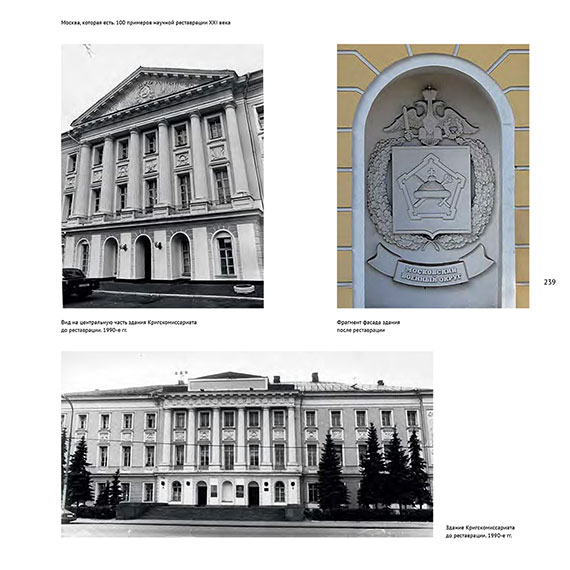 Москва, которая есть. 100 примеров научной реставрации XXI века
МОСКОВСКИЙ
ВОЕННЫЙ ОКРУГ
239
Вид на центральную часть здания Кригскомиссариата
до реставрации. 1990-е гг.
Фрагмент фасада здания
после реставрации
Здание Кригскомиссариата
до реставрации. 1990-е гг.